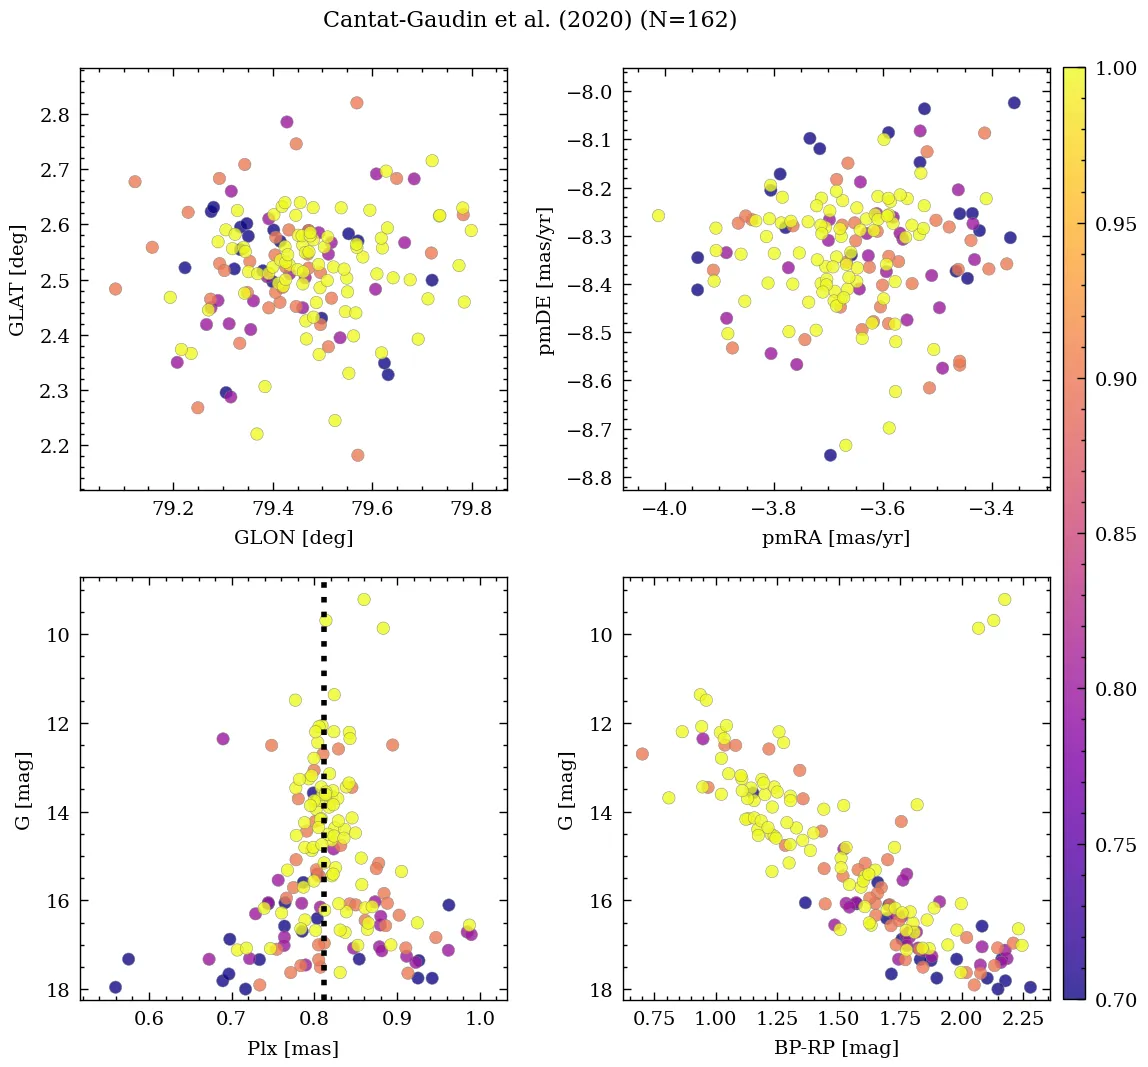 Cantat-Gaudin et al. (2020) (N=162)
2.8
2.7
2.6
2.5
2.4
2.3
2.2
GLAT [deg]
79.2 79.4 79.6 79.8
GLON [deg]
−8.0
−8.1
−8.2
−8.3
−8.4
−8.5
−8.6
−8.7
−8.8
pmDE [mas/yr]
−4.0 −3.8 −3.6 −3.4
pmRA [mas/yr]
10
12
14
16
18
G [mag]
0.6 0.7 0.8 0.9 1.0
Plx [mas]
10
12
14
16
18
G [mag]
0.75 1.00 1.25 1.50 1.75 2.00 2.25
BP-RP [mag]
1.00
0.95
0.90
0.85
0.80
0.75
0.70